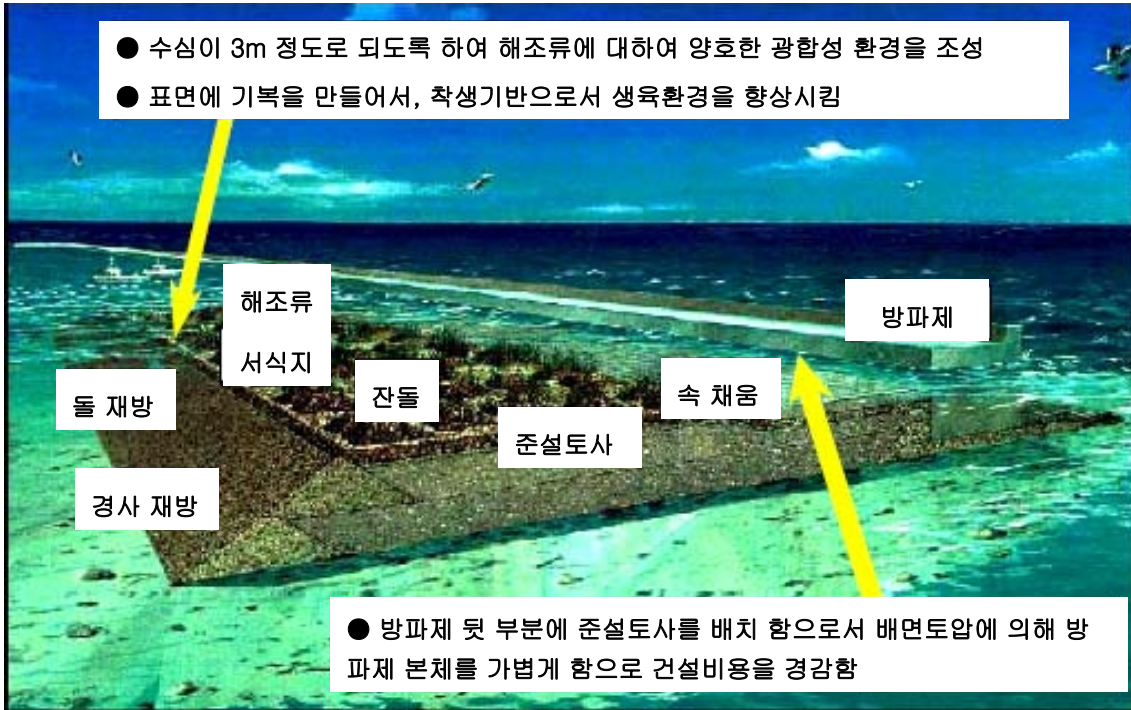 ● 수심이 3m 정도로 되도록 하여 해조류에 대하여 양호한 광합성 환경을 조성
● 표면에 기복을 만들어서, 착생기반으로서 생육환경을 향상시킴
해조류
서식지
방파제
돌 재방
잔돌
속 채움
준설토사
경사 재방
● 방파제 뒷 부분에 준설토사를 배치 함으로서 배면토압에 의해 방
파제 본체를 가볍게 함으로 건설비용을 경감함